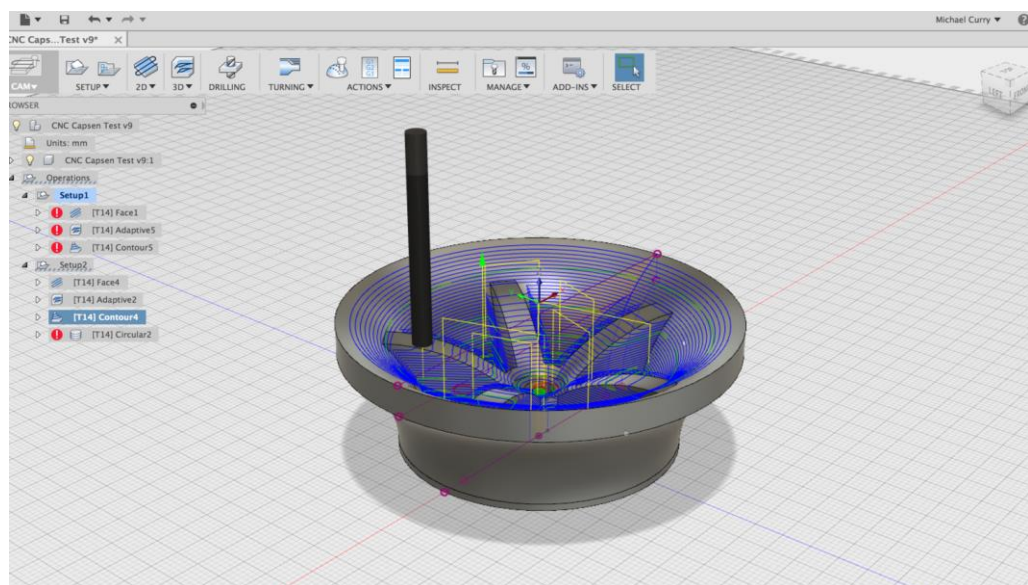 Michael Curry
CNC Caps...Test v9*
CAM
SETUP
2D
3D
DRILLING
TURNING
ACTIONS
INSPECT
MANAGE
ADD-INS
SELECT
CNC Capsen Test v9
Units: mm
CNC Capsen Test v9:1
Operations
Setup1
[T14] Face1
[T14] Adaptive5
[T14] Contour5
Setup2
[T14] Face4
[T14] Adaptive2
[T14] Contour4
[T14] Circular2
LEFT